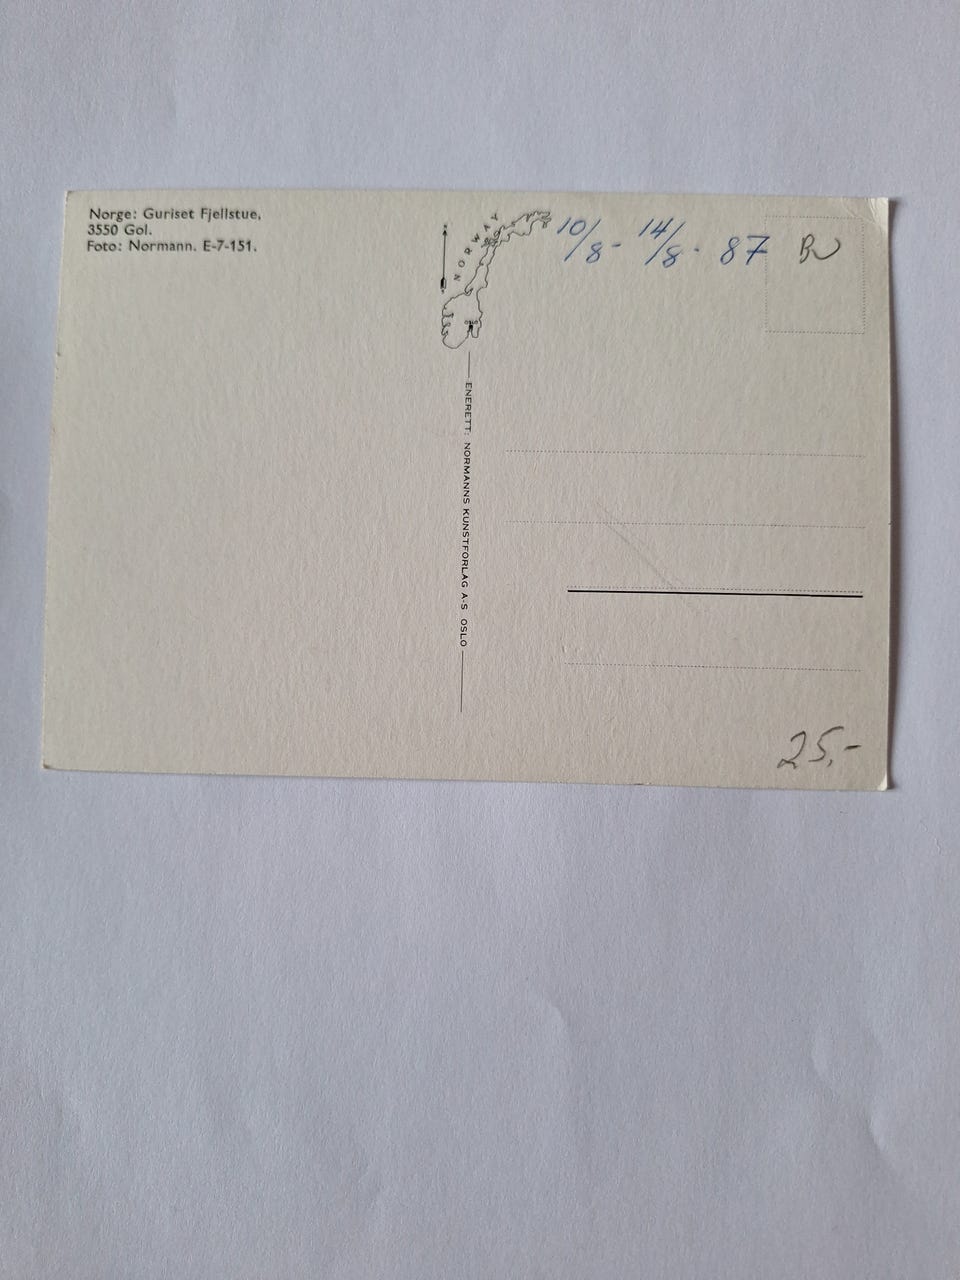 Norge: Guriset Fjellstue,
3550 Gol.
Foto: Normann. E-7-151.
NORWAY
10/8 - 14/8 - 87
ENERETT: NORMANNS KUNSTFORLAG A-S OSLO
25,-